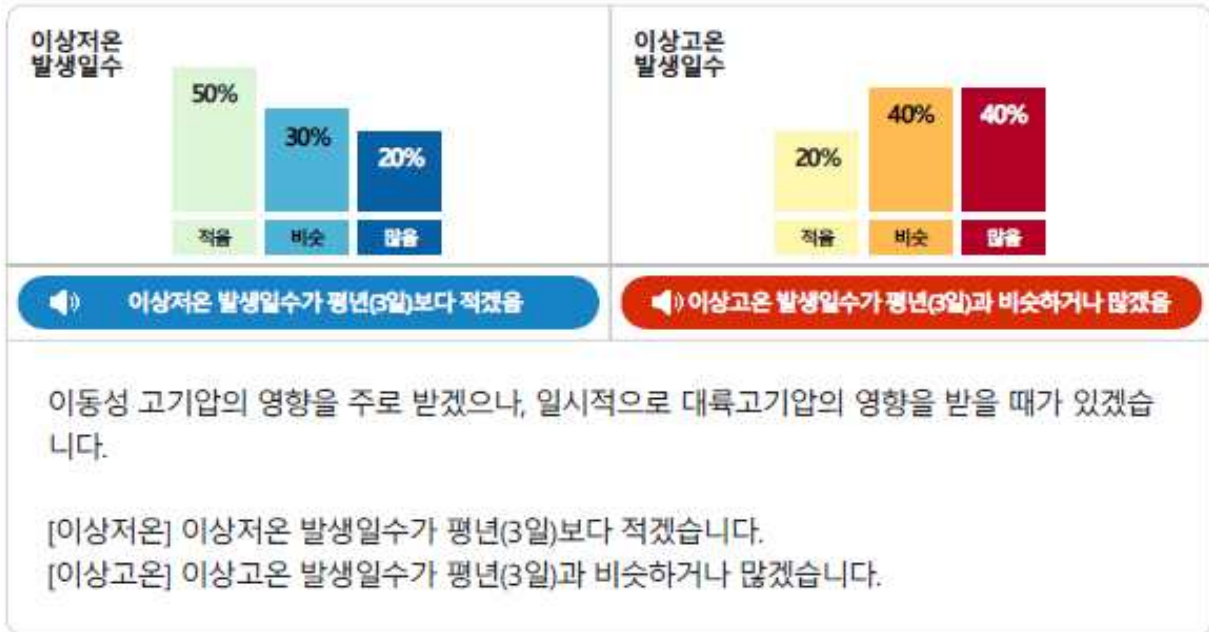 이상저온
발생일수
50%
30%
20%
적음
비슷
많음
이상고온
발생일수
20%
40%
40%
적음
비슷
많음
이상저온 발생일수가 평년(3일)보다 적겠음
이상고온 발생일수가 평년(3일)과 비슷하거나 많겠음
이동성 고기압의 영향을 주로 받겠으나, 일시적으로 대륙고기압의 영향을 받을 때가 있겠습
니다.
[이상저온] 이상저온 발생일수가 평년(3일)보다 적겠습니다.
[이상고온] 이상고온 발생일수가 평년(3일)과 비슷하거나 많겠습니다.